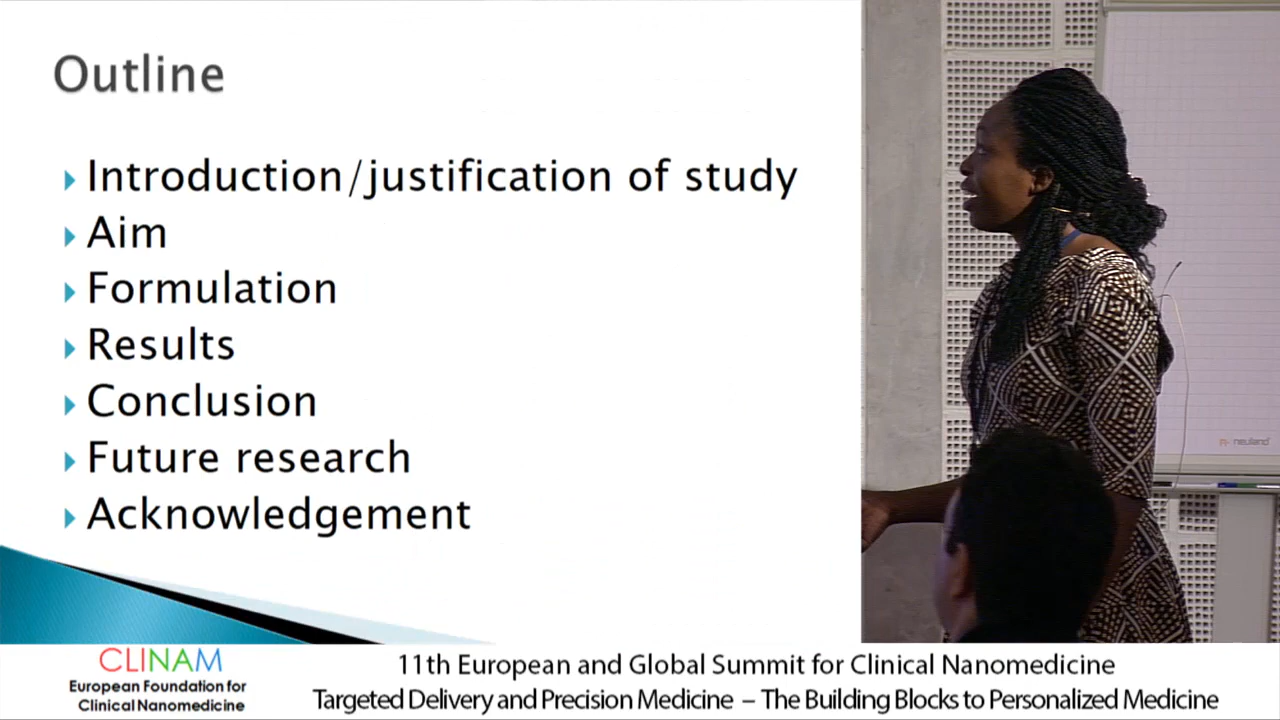 Outline
Introduction/justification of study
Aim
Formulation
Results
Conclusion
Future research
Acknowledgement
neuland
CLINAM
European Foundation for
Clinical Nanomedicine
11th European and Global Summit for Clinical Nanomedicine
Targeted Delivery and Precision Medicine – The Building Blocks to Personalized Medicine